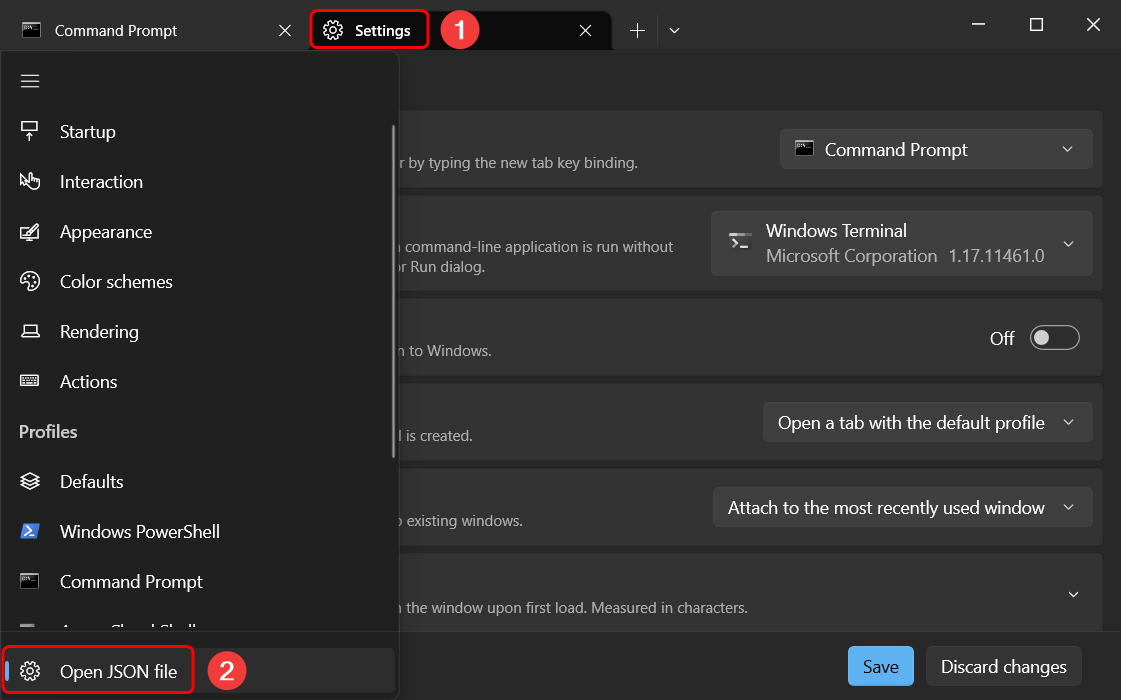 Command Prompt
Settings
1
Startup
Interaction
Appearance
Color schemes
Rendering
Actions
Profiles
Defaults
Windows PowerShell
Command Prompt
Open JSON file
2
r by typing the new tab key binding.
Command Prompt
command-line application is run without
or Run dialog.
Windows Terminal
Microsoft Corporation 1.17.11461.0
n to Windows.
Off
is created.
Open a tab with the default profile
existing windows.
Attach to the most recently used window
the window upon first load. Measured in characters.
Save
Discard changes